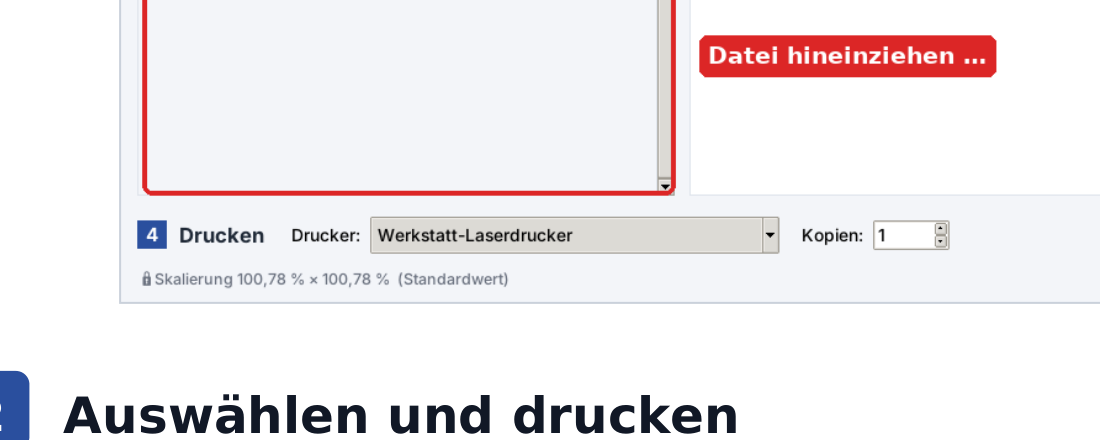 Datei hineinziehen ...
4 Drucken Drucker: Werkstatt-Laserdrucker Kopien: 1
Skalierung 100,78 % × 100,78 % (Standardwert)
Auswählen und drucken